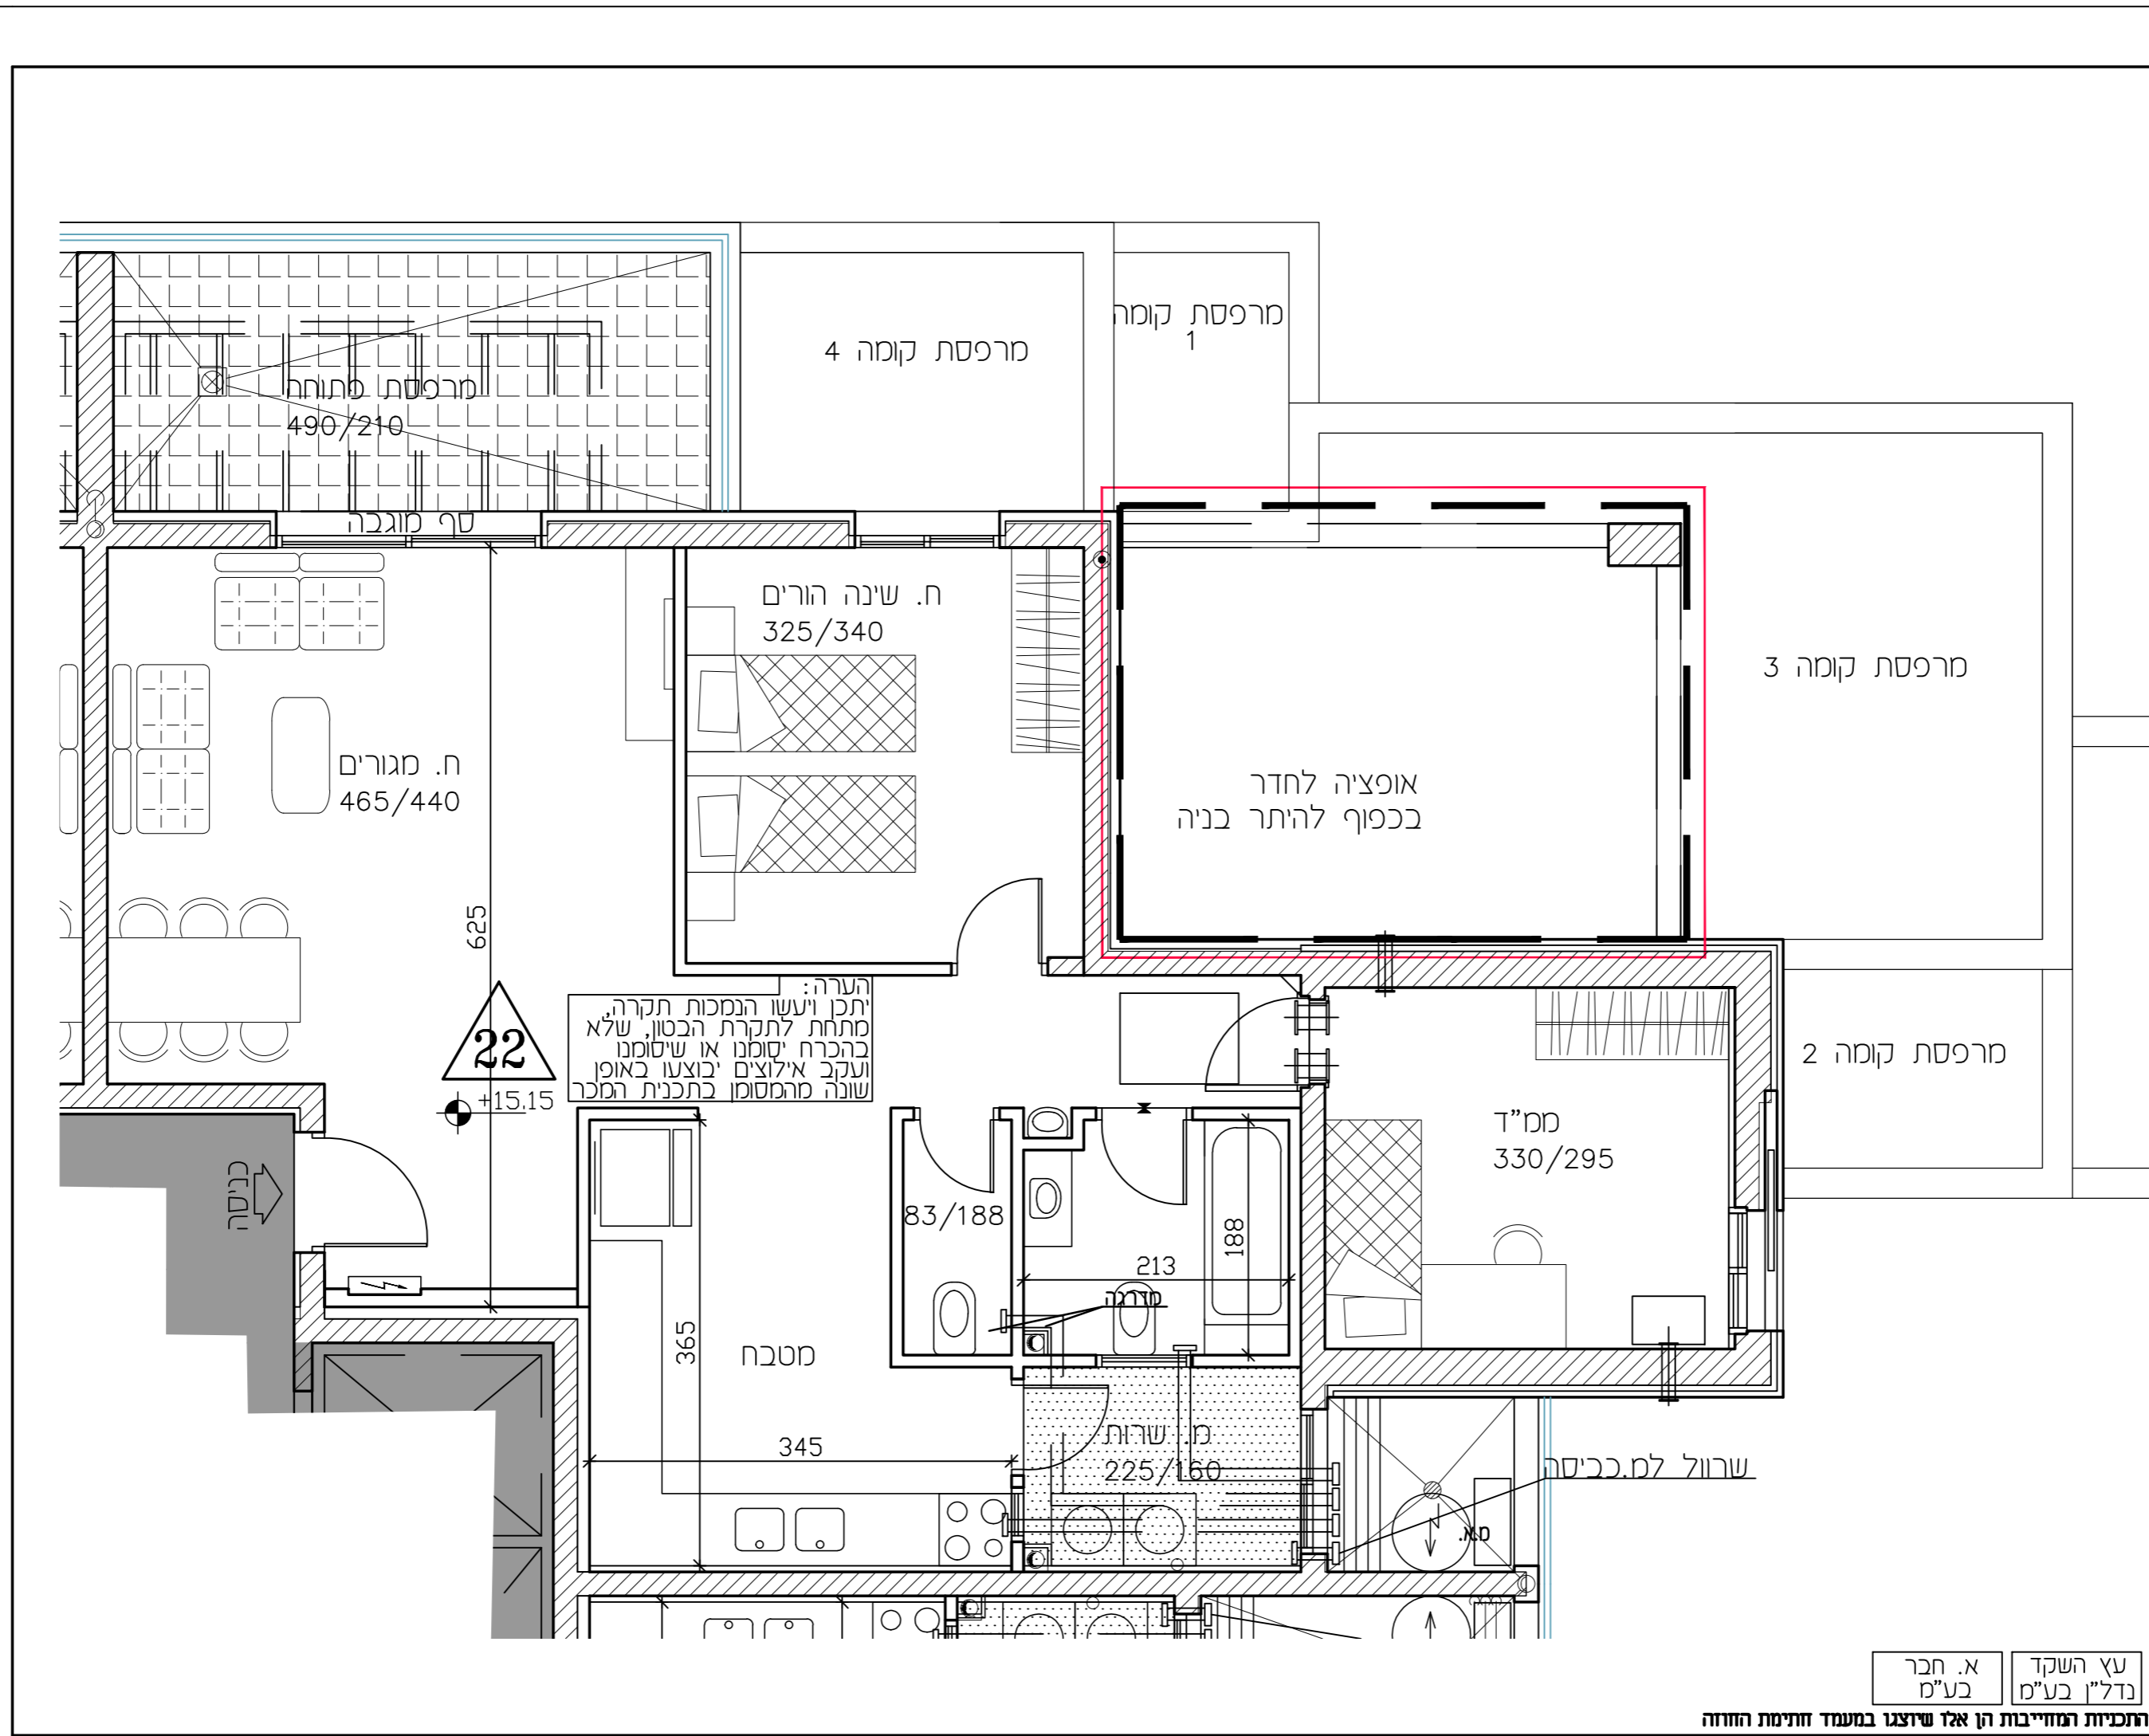 מרפסת קומה
1
מרפסת קומה 4
מרפסת פתוחה
490/210
סף מוגבה
ח. שינה הורים
325/340
מרפסת קומה 3
ח. מגורים
465/440
אופציה לחדר
בכפוף להיתר בניה
625
22
+15.15
הערה:
יתכן ויעשו הנמכות תקרה,
מתחת לתקרת הבטון, שלא
בהכרח יסומנו או שיסומנו
ועקב אילוצים יבוצעו באופן
שונה מהמסומן בתכנית המכר
מרפסת קומה 2
ממ"ד
330/295
כניסה
83/188
188
213
מדרגה
365
מטבח
345
מ. שרות
225/160
שרוול למ.כביסה
מ.א.
עץ השקד
נדל"ן בע"מ
א. חבר
בע"מ
התכניות המחייבות הן אלו שיוצגו במעמד חתימת החוזה